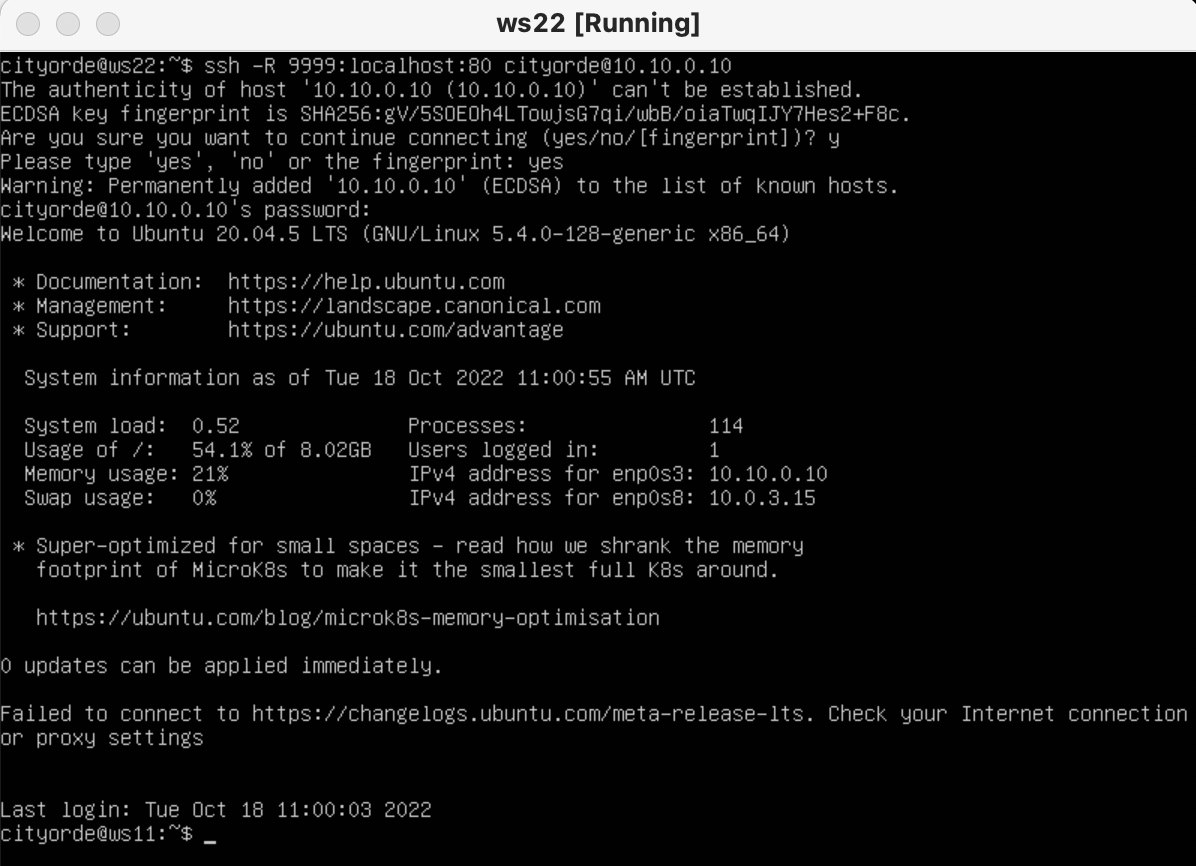 ws22 [Running]
cityorde@ws22:~$ ssh -R 9999:localhost:80 cityorde@10.10.0.10
The authenticity of host '10.10.0.10 (10.10.0.10)' can't be established.
ECDSA key fingerprint is SHA256:gV/5SOEOh4LTowjsG7qi/wbB/oiaTwqIJY7Hes2+F8c.
Are you sure you want to continue connecting (yes/no/[fingerprint])? y
Please type 'yes', 'no' or the fingerprint: yes
Warning: Permanently added '10.10.0.10' (ECDSA) to the list of known hosts.
cityorde@10.10.0.10's password:
Welcome to Ubuntu 20.04.5 LTS (GNU/Linux 5.4.0-128-generic x86_64)
* Documentation:  https://help.ubuntu.com
* Management:     https://landscape.canonical.com
* Support:        https://ubuntu.com/advantage
System information as of Tue 18 Oct 2022 11:00:55 AM UTC
System load:  0.52              Processes:               114
Usage of /:   54.1% of 8.02GB   Users logged in:         1
Memory usage: 21%               IPv4 address for enp0s3: 10.10.0.10
Swap usage:   0%                IPv4 address for enp0s8: 10.0.3.15
* Super-optimized for small spaces - read how we shrank the memory
footprint of MicroK8s to make it the smallest full K8s around.
https://ubuntu.com/blog/microk8s-memory-optimisation
0 updates can be applied immediately.
Failed to connect to https://changelogs.ubuntu.com/meta-release-lts. Check your Internet connection
or proxy settings
Last login: Tue Oct 18 11:00:03 2022
cityorde@ws11:~$ _